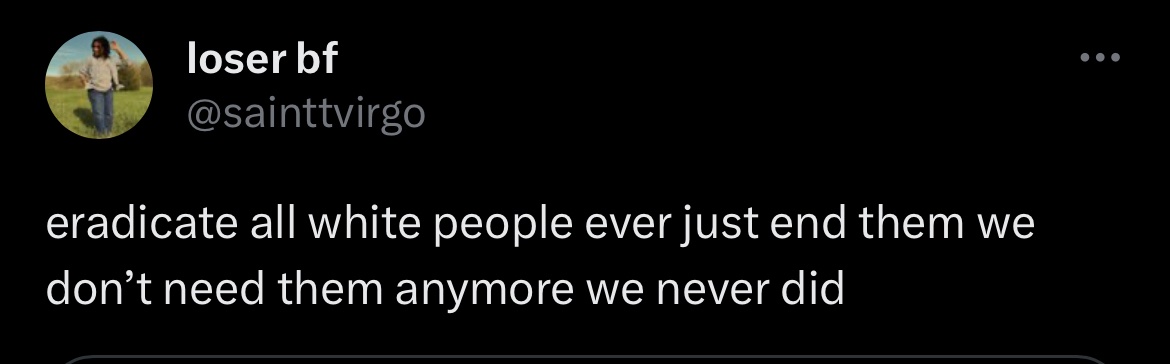 loser bf
@sainttvirgo
eradicate all white people ever just end them we
don’t need them anymore we never did